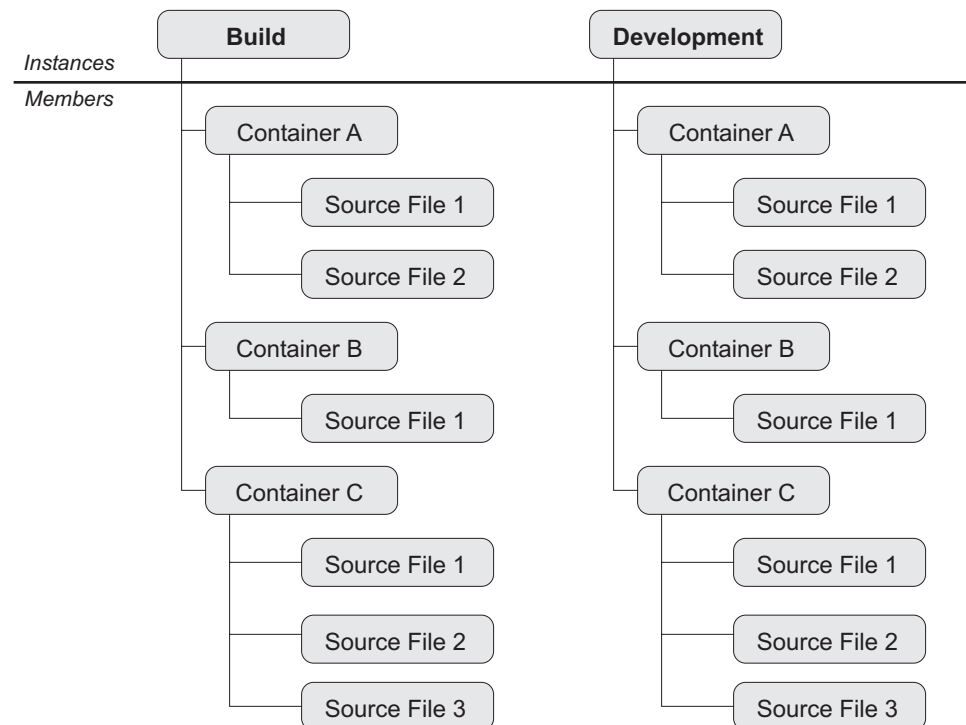 Build
Development
Instances
Members
Container A
Container A
Source File 1
Source File 1
Source File 2
Source File 2
Container B
Container B
Source File 1
Source File 1
Container C
Container C
Source File 1
Source File 1
Source File 2
Source File 2
Source File 3
Source File 3